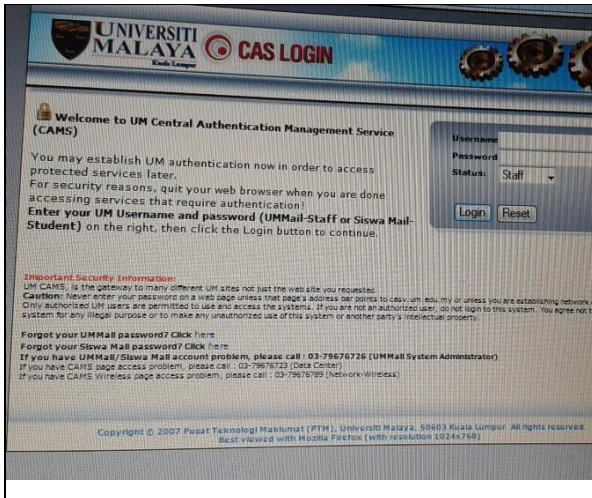 UNIVERSITI
MALAYA
Kuala Lumpur
CAS LOGIN
Welcome to UM Central Authentication Management Service
(CAMS)
You may establish UM authentication now in order to access
protected services later.
For security reasons, quit your web browser when you are done
accessing services that require authentication!
Enter your UM Username and password (UMMail-Staff or Siswa Mail-
Student) on the right, then click the Login button to continue.
Username
Password
Status: Staff
Login Reset
Important Security Information:
UM CAMS, is the gateway to many different UM sites not just the web site you requested.
Caution: Never enter your password on a web page unless that page's address bar points to casv.um.edu.my or unless you are establishing network
Only authorized UM users are permitted to use and access the systems. If you are not an authorized user, do not login to this system. You agree not t
system for any illegal purpose or to make any unauthorized use of this system or another party's intellectual property.
Forgot your UMMail password? Click here
Forgot your Siswa Mail password? Click here
If you have UMMail/Siswa Mail account problem, please call : 03-79676726 (UMMail System Administrator)
If you have CAMS page access problem, please call : 03-79676723 (Data Center)
If you have CAMS Wireless page access problem, please call : 03-79676789 (Network-Wireless)
Copyright © 2007 Pusat Teknologi Maklumat (PTM), Universiti Malaya, 50603 Kuala Lumpur. All rights reserved.
Best viewed with Mozilla Firefox (with resolution 1024x768)